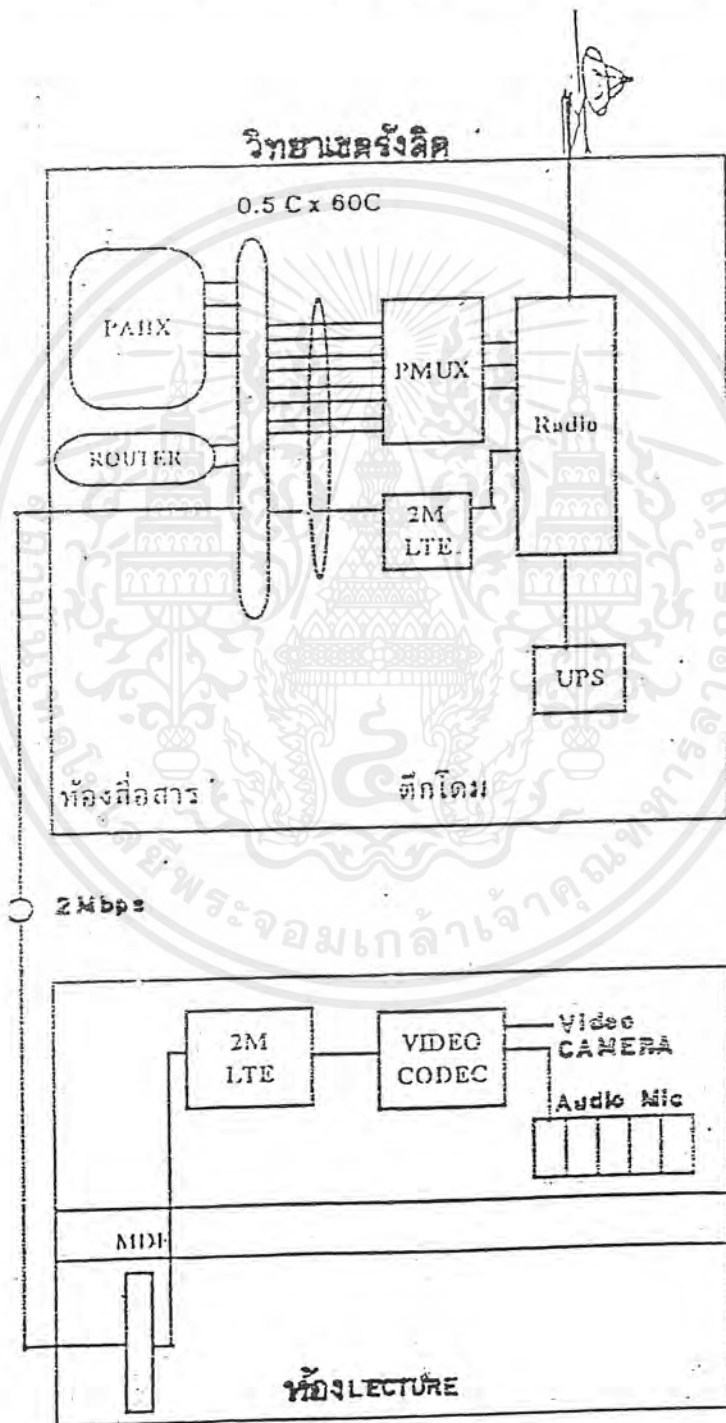 วิทยาเขตรังสิต
0.5 C x 60C
PABX
PMUX
Radio
ROUTER
2M
LTE
UPS
ห้องสื่อสาร
ตึกโดม
2 Mbps
2M
LTE
VIDEO
CODEC
Video
CAMERA
Audio Mic
MDF
ห้องLECTURE